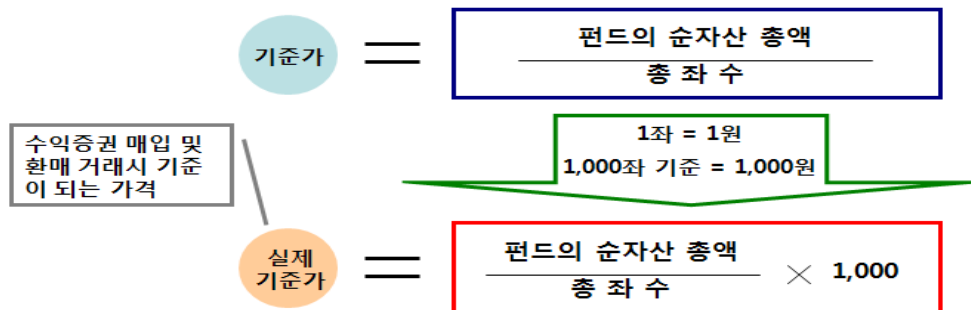 기준가
=
펀드의 순자산 총액
총 좌 수
수익증권 매입 및
환매 거래시 기준
이 되는 가격
1좌 = 1원
1,000좌 기준 = 1,000원
실제
기준가
=
펀드의 순자산 총액
총 좌 수
× 1,000